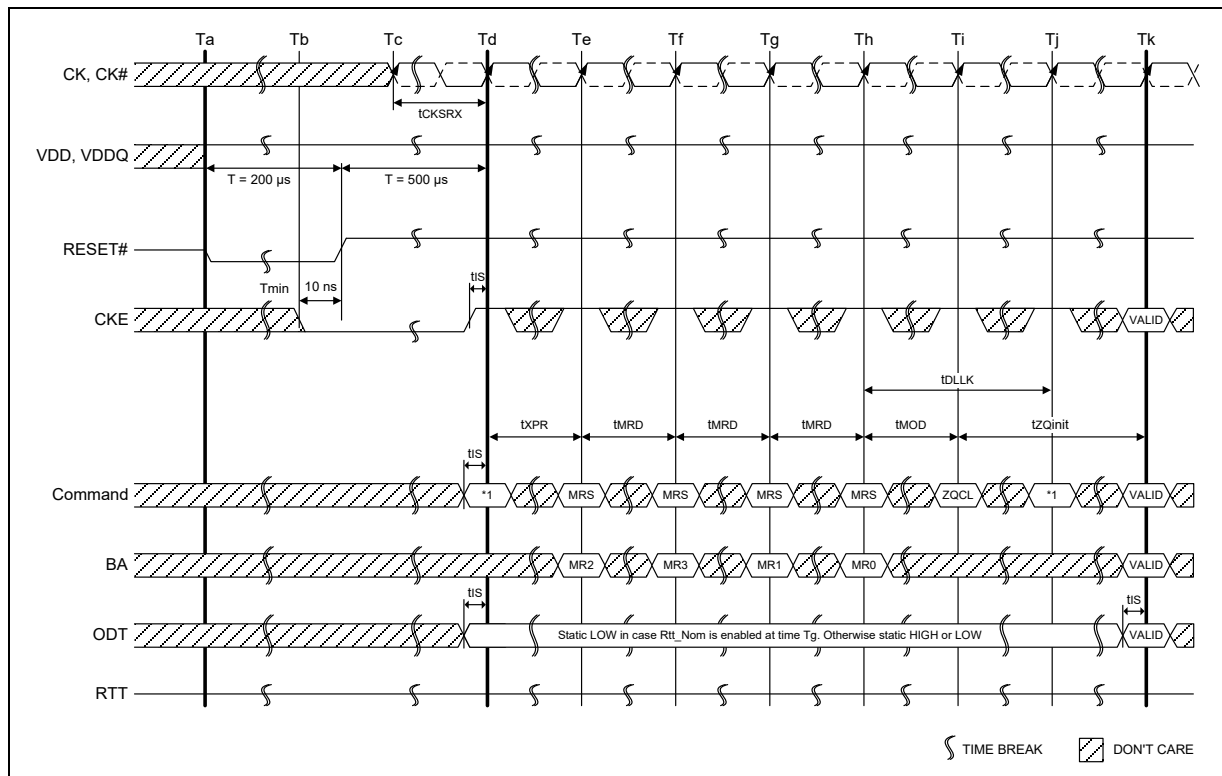 Ta Tb Tc Td Te Tf Tg Th Ti Tj Tk
CK, CK#
tCKSRX
VDD, VDDQ
T = 200 µs T = 500 µs
RESET#
tIS
Tmin 10 ns
CKE VALID
tDLLK
tXPR tMRD tMRD tMRD tMOD tZQinit
tIS
Command *1 MRS MRS MRS MRS ZQCL *1 VALID
BA MR2 MR3 MR1 MR0 VALID
tIS tIS
ODT Static LOW in case Rtt_Nom is enabled at time Tg. Otherwise static HIGH or LOW VALID
RTT
TIME BREAK DON'T CARE